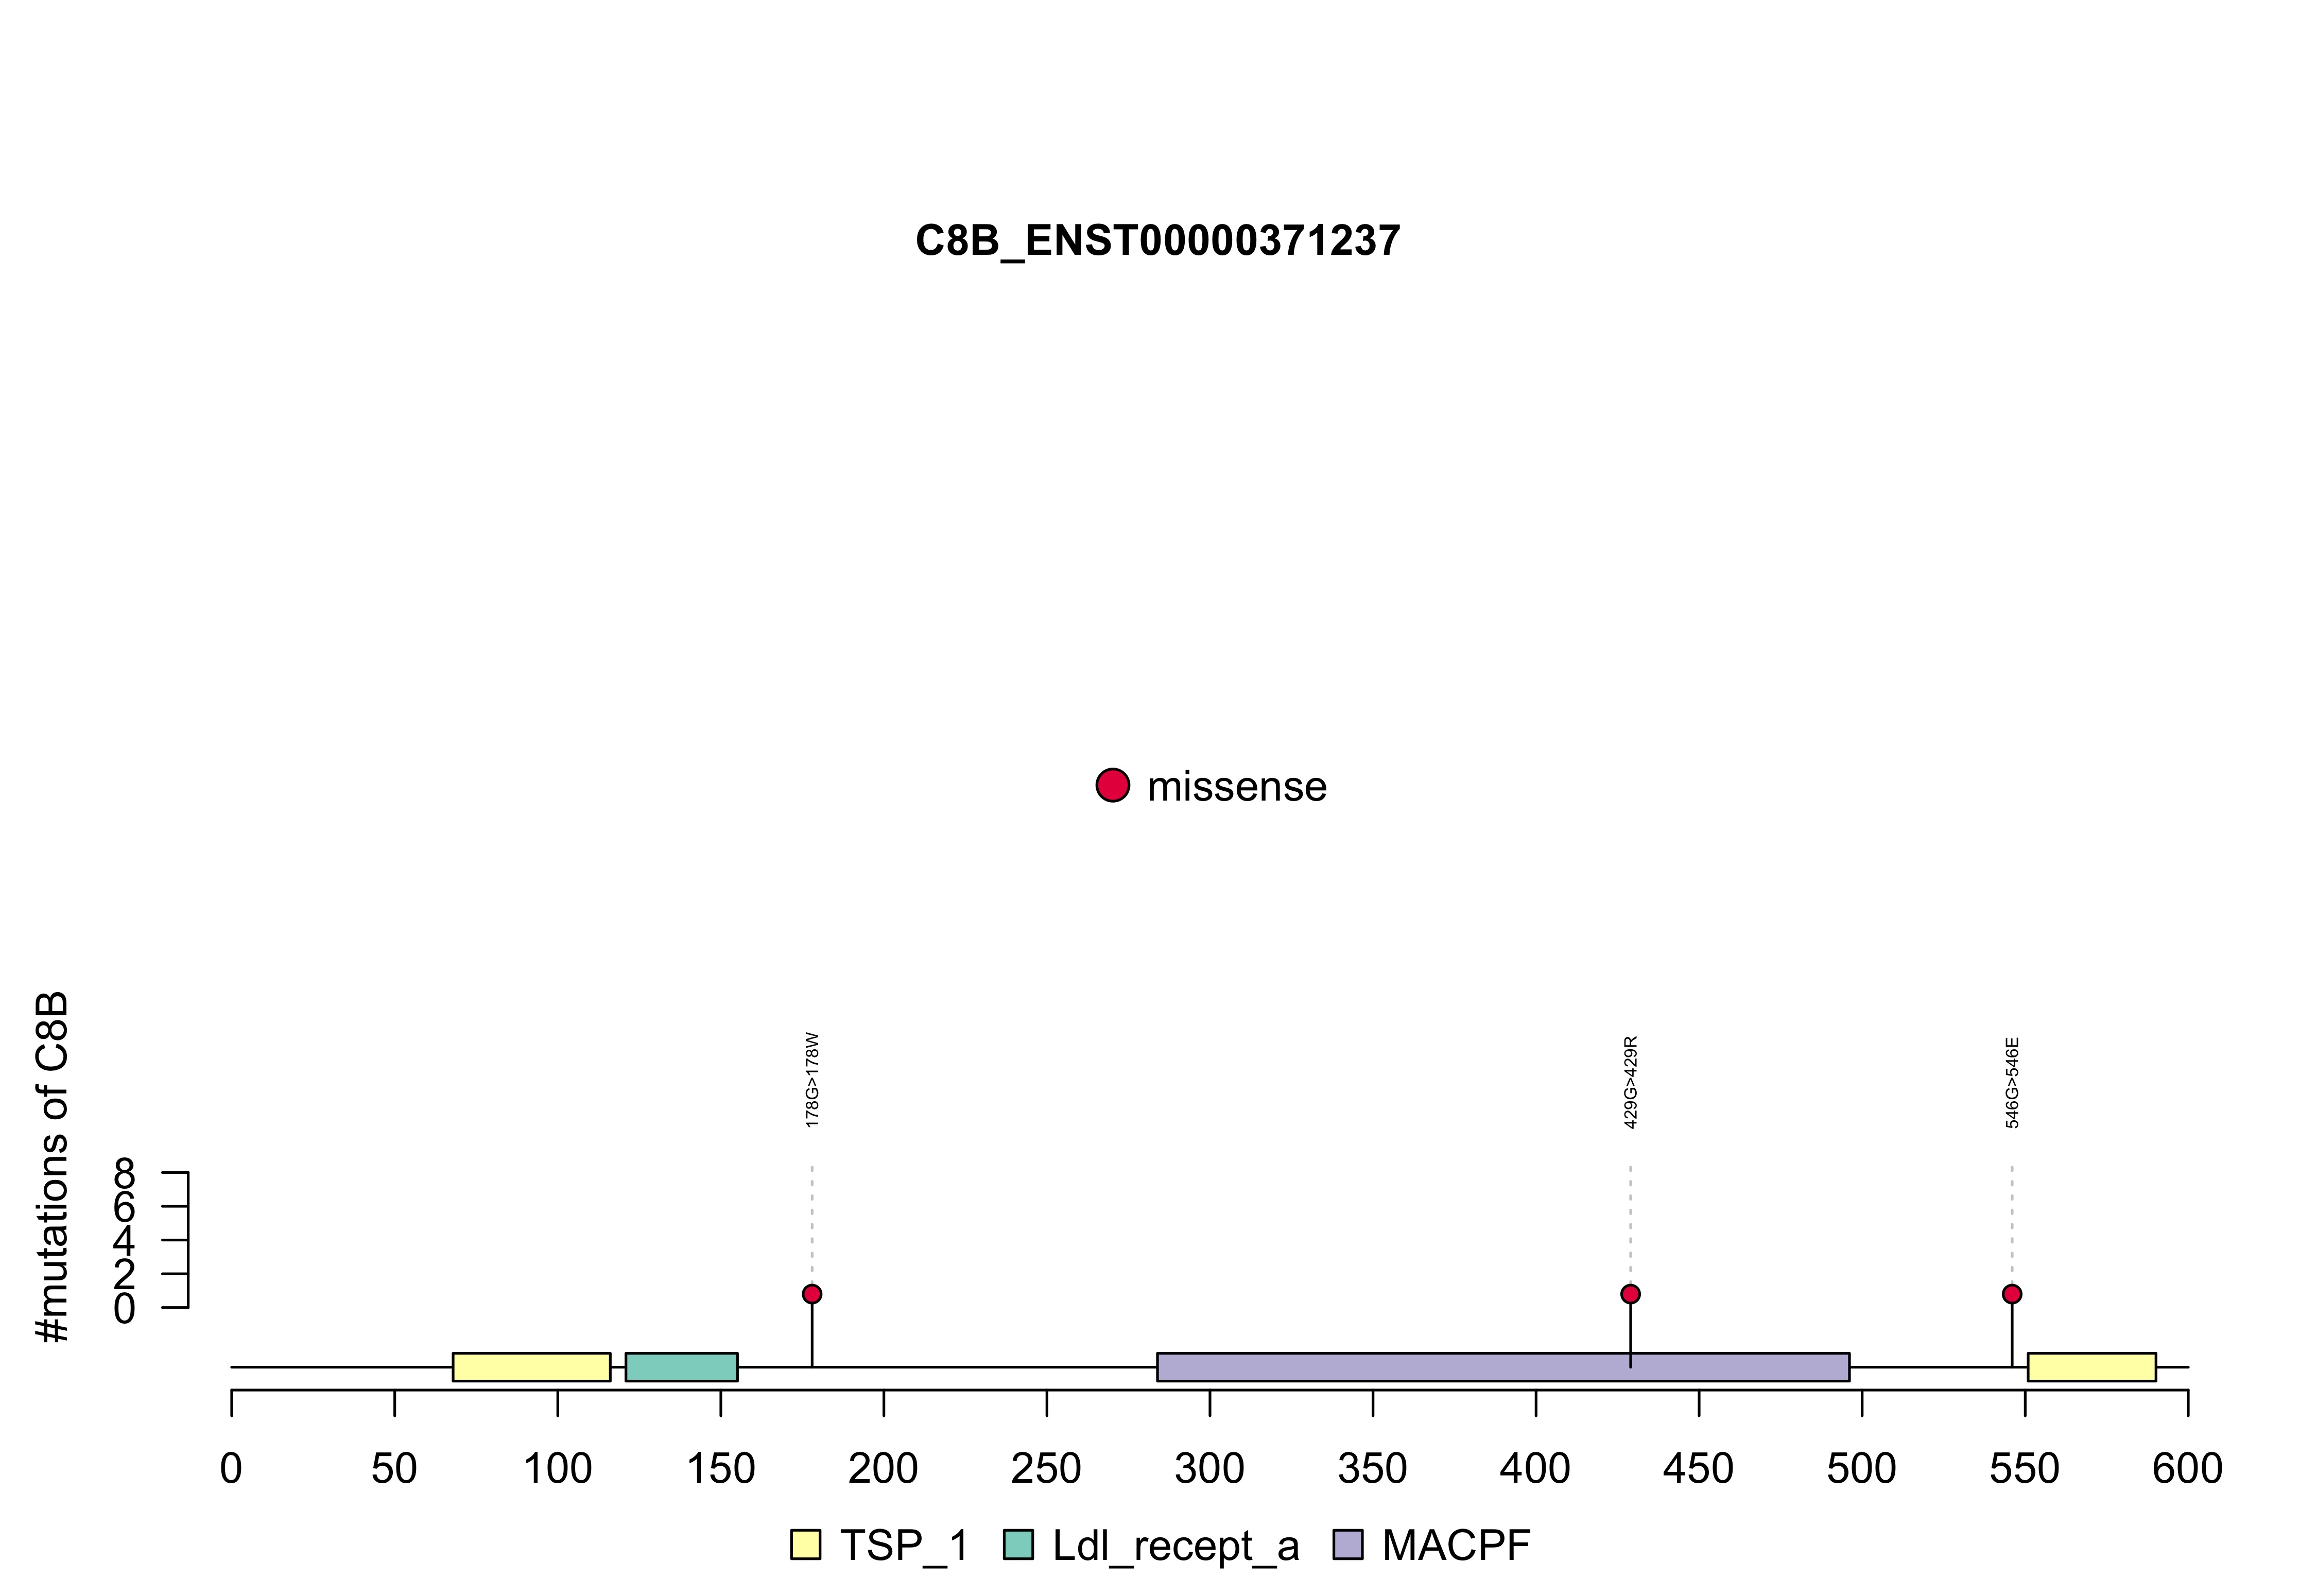 C8B_ENST00000371237
missense
#mutations of C8B
178G>178W
429G>429R
546G>546E
8
6
4
2
0
0 50 100 150 200 250 300 350 400 450 500 550 600
TSP_1 Ldl_recept_a MACPF